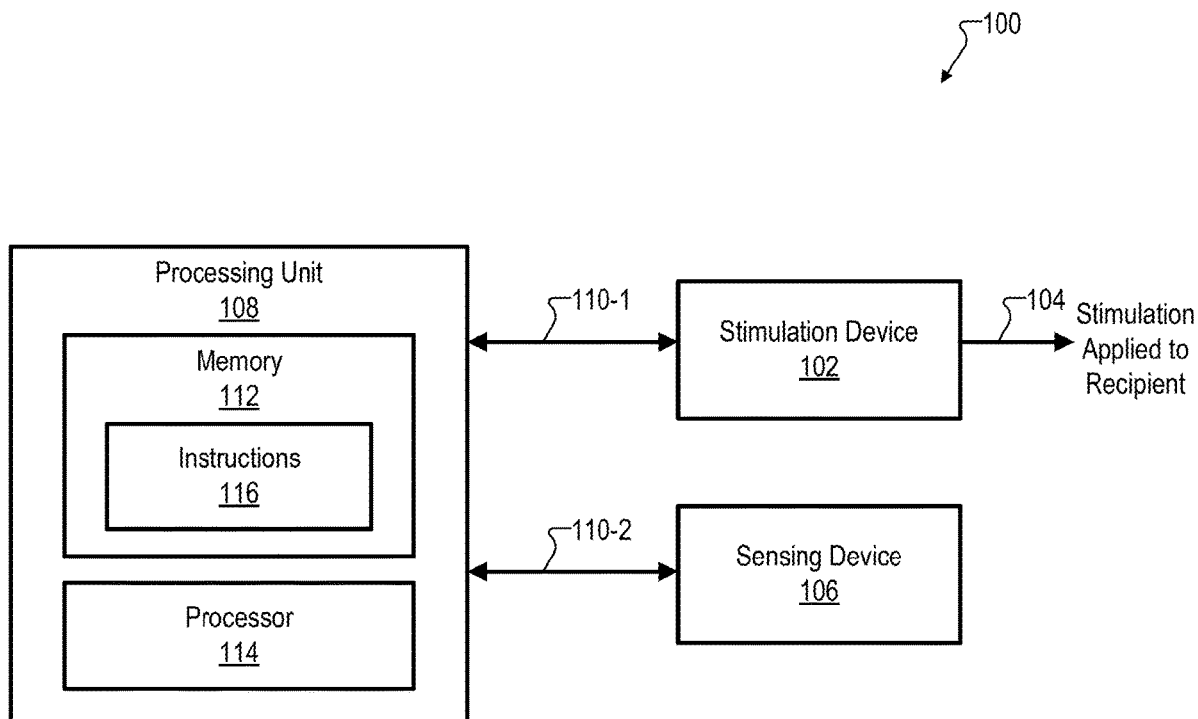 100
Processing Unit
108
Memory
112
Instructions
116
Processor
114
110-1
Stimulation Device
102
104
Stimulation
Applied to
Recipient
110-2
Sensing Device
106